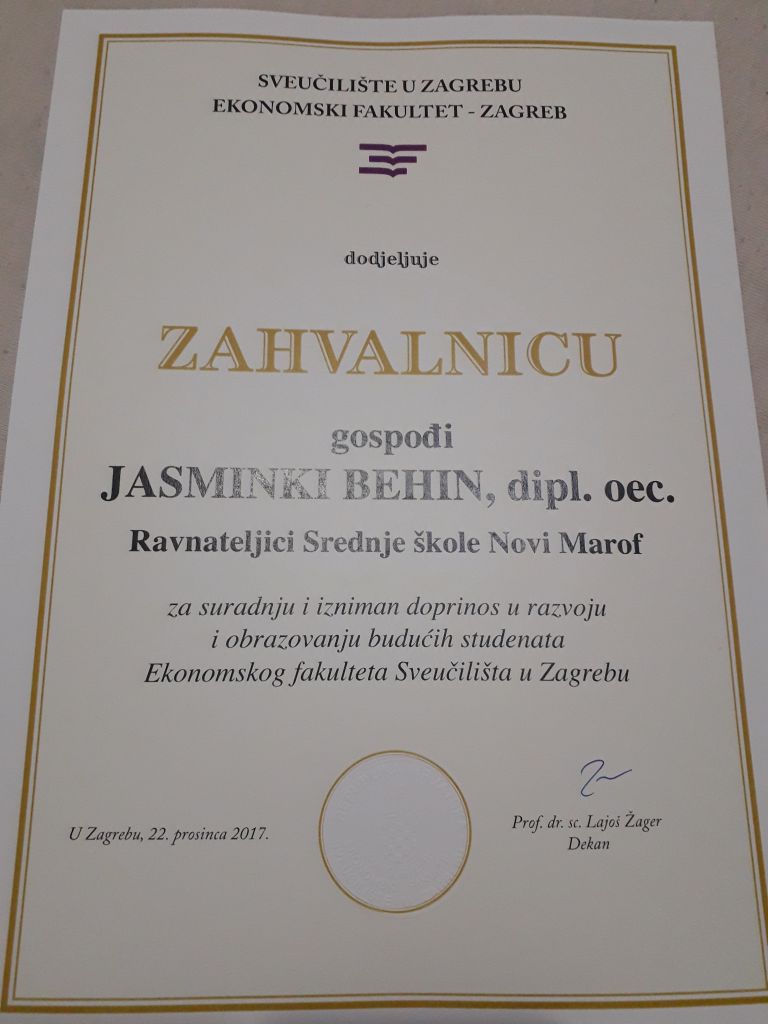 SVEUČILIŠTE U ZAGREBU
EKONOMSKI FAKULTET - ZAGREB
dodjeljuje
ZAHVALNICU
gospođi
JASMINKI BEHIN, dipl. oec.
Ravnateljici Srednje škole Novi Marof
za suradnju i izniman doprinos u razvoju
i obrazovanju budućih studenata
Ekonomskog fakulteta Sveučilišta u Zagrebu
U Zagrebu, 22. prosinca 2017.
Prof. dr. sc. Lajoš Žager
Dekan